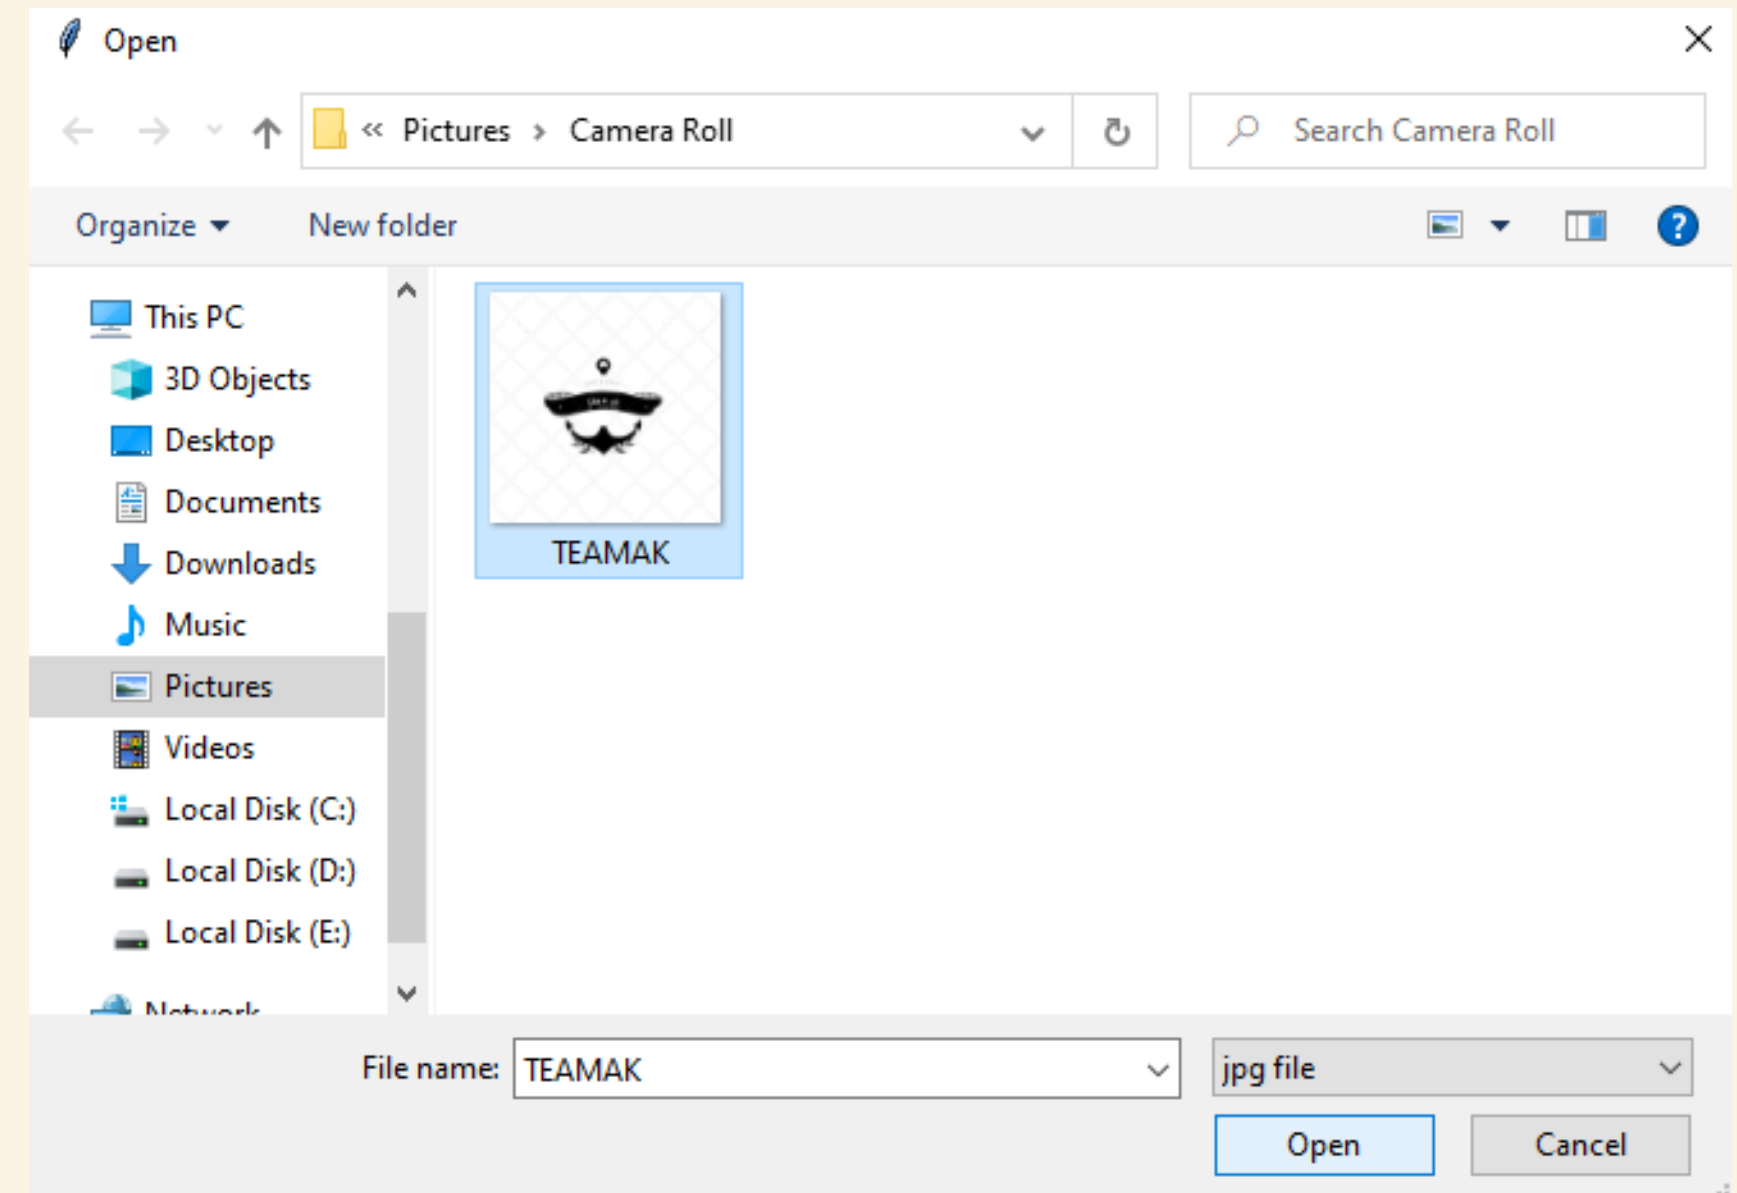 Open
« Pictures › Camera Roll
Search Camera Roll
Organize
New folder
?
This PC
3D Objects
Desktop
Documents
Downloads
Music
Pictures
Videos
Local Disk (C:)
Local Disk (D:)
Local Disk (E:)
Network
TEAMAK
File name: TEAMAK
jpg file
Open
Cancel